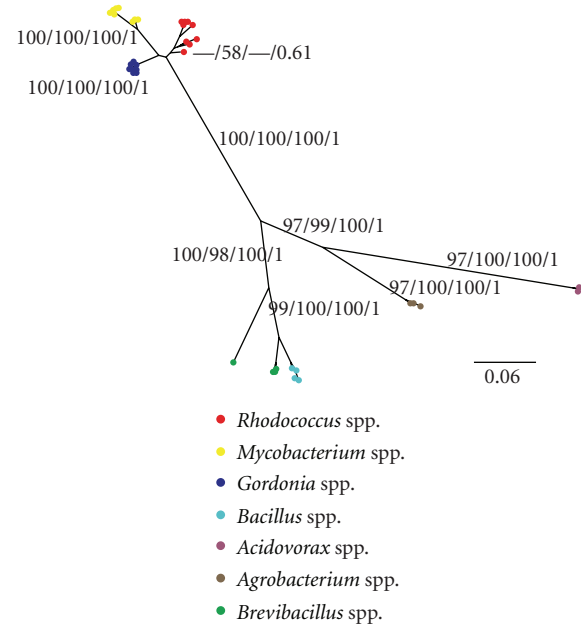 100/100/100/1
—/58/—/0.61
100/100/100/1
100/100/100/1
97/99/100/1
100/98/100/1
97/100/100/1
97/100/100/1
99/100/100/1
0.06
Rhodococcus spp.
Mycobacterium spp.
Gordonia spp.
Bacillus spp.
Acidovorax spp.
Agrobacterium spp.
Brevibacillus spp.